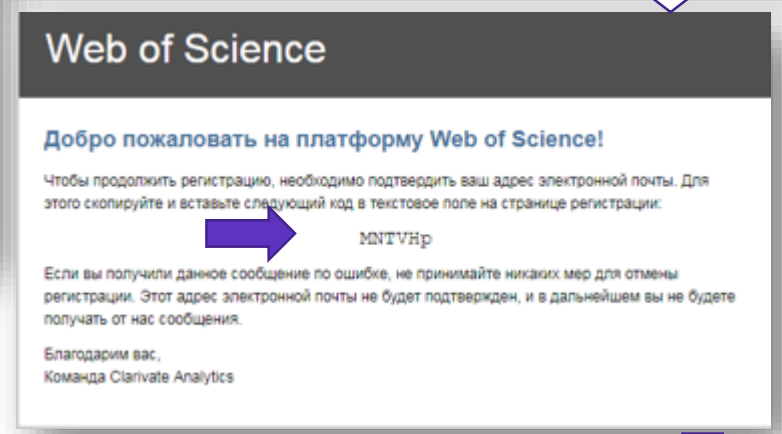 Web of Science
Добро пожаловать на платформу Web of Science!
Чтобы продолжить регистрацию, необходимо подтвердить ваш адрес электронной почты. Для
этого скопируйте и вставьте следующий код в текстовое поле на странице регистрации:
MNTVHp
Если вы получили данное сообщение по ошибке, не принимайте никаких мер для отмены
регистрации. Этот адрес электронной почты не будет подтвержден, и в дальнейшем вы не будете
получать от нас сообщения.
Благодарим вас,
Команда Clarivate Analytics